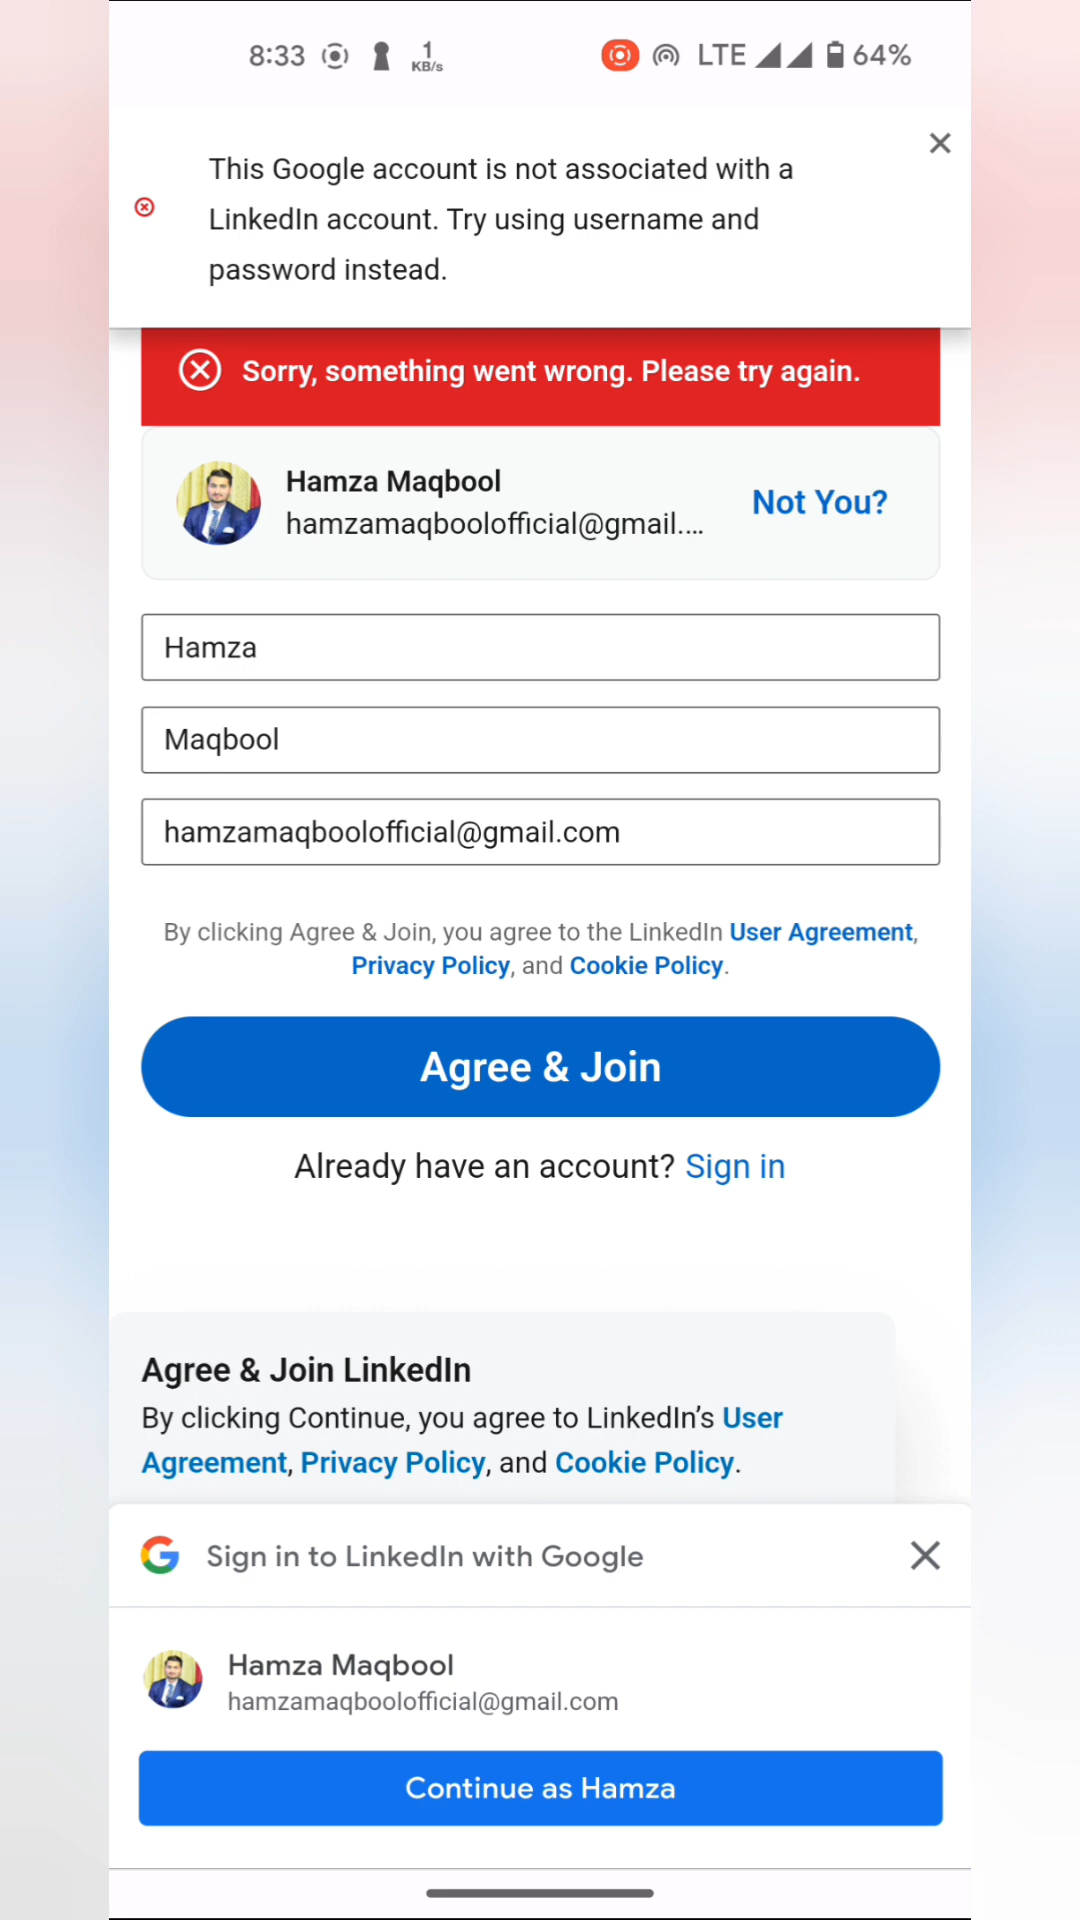 8:33 1 KB/s LTE 64%
This Google account is not associated with a
LinkedIn account. Try using username and
password instead.
Sorry, something went wrong. Please try again.
Hamza Maqbool
hamzamaqboolofficial@gmail....
Not You?
Hamza
Maqbool
hamzamaqboolofficial@gmail.com
By clicking Agree & Join, you agree to the LinkedIn User Agreement,
Privacy Policy, and Cookie Policy.
Agree & Join
Already have an account? Sign in
Agree & Join LinkedIn
By clicking Continue, you agree to LinkedIn’s User
Agreement, Privacy Policy, and Cookie Policy.
Sign in to LinkedIn with Google
Hamza Maqbool
hamzamaqboolofficial@gmail.com
Continue as Hamza